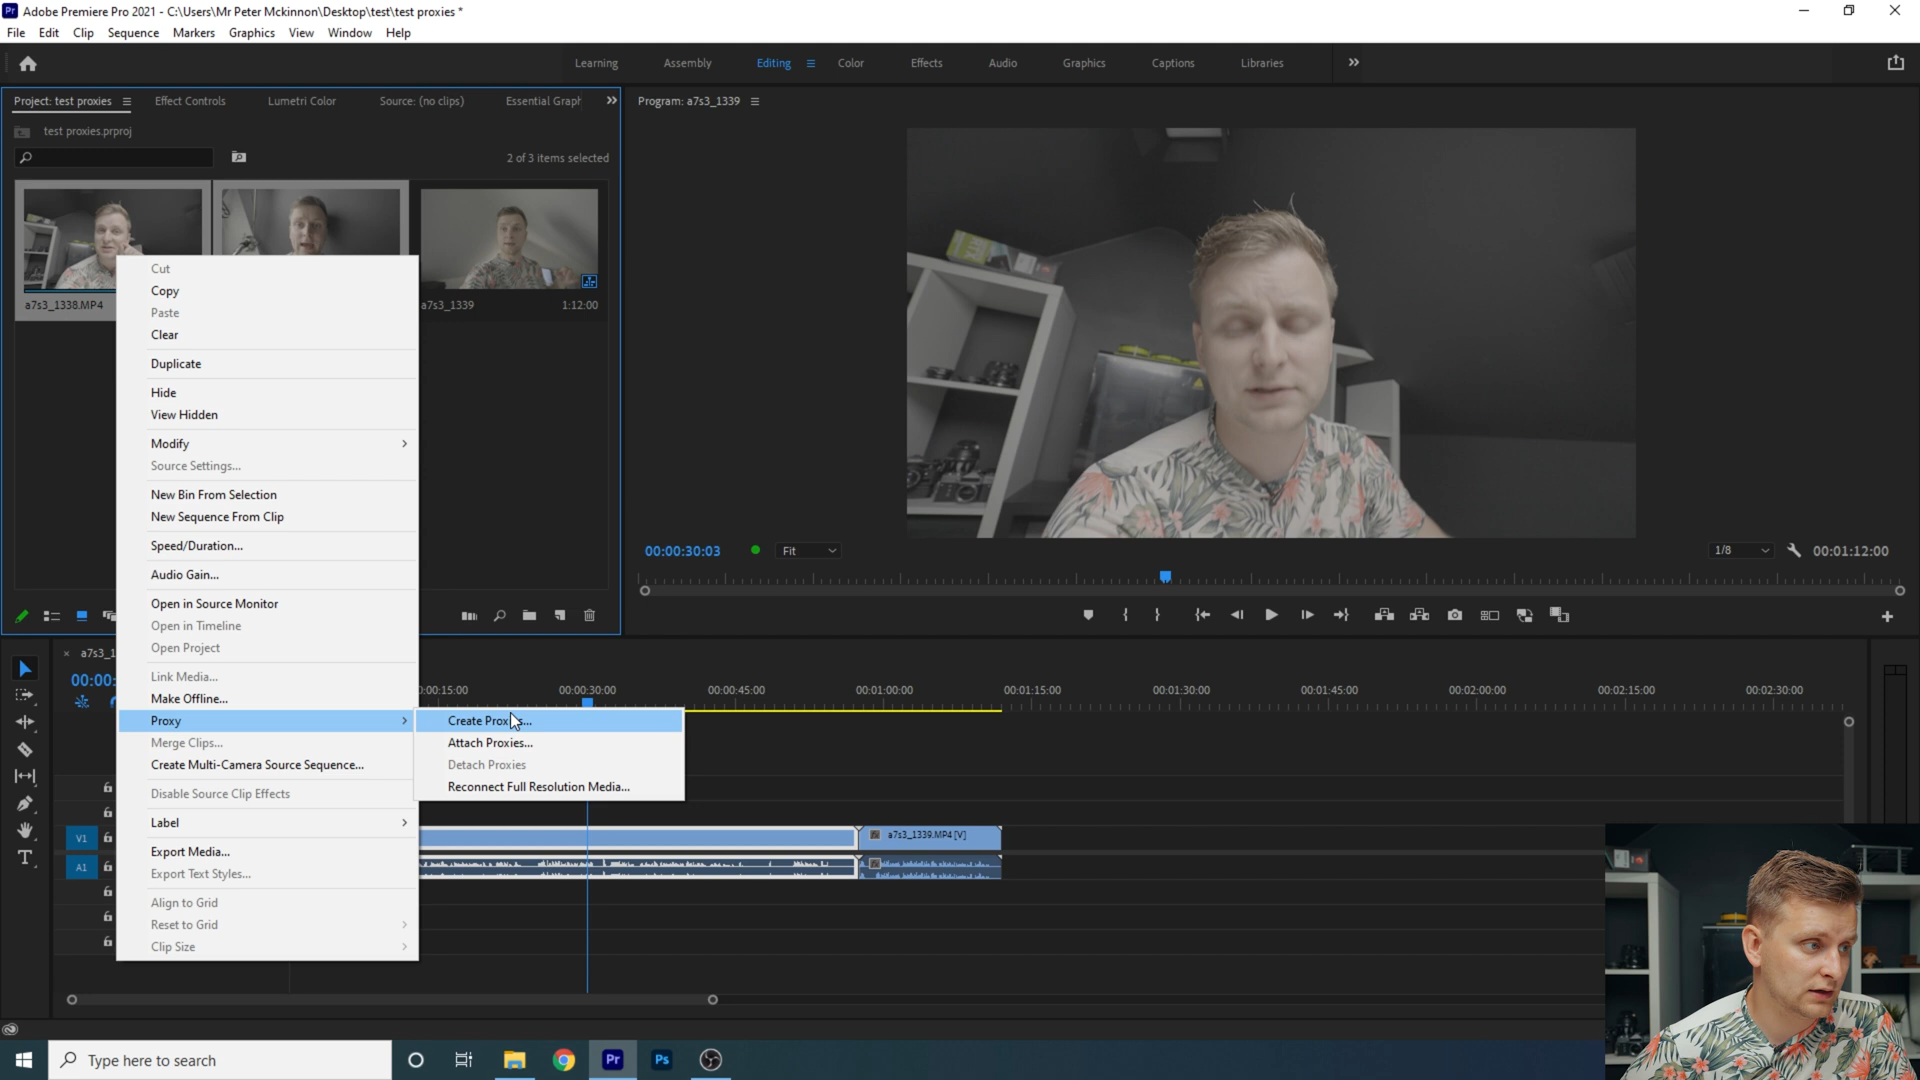 Pr Adobe Premiere Pro 2021 - C:\Users\Mr Peter Mckinnon\Desktop\test\test proxies *
File Edit Clip Sequence Markers Graphics View Window Help
Learning Assembly Editing Color Effects Audio Graphics Captions Libraries
Project: test proxies Effect Controls Lumetri Color Source: (no clips) Essential Graph
Program: a7s3_1339
test proxies.prproj
2 of 3 items selected
a7s3_1338.MP4
a7s3_1339 1:12:00
Cut
Copy
Paste
Clear
Duplicate
Hide
View Hidden
Modify
Source Settings...
New Bin From Selection
New Sequence From Clip
Speed/Duration...
Audio Gain...
Open in Source Monitor
Open in Timeline
Open Project
Link Media...
Make Offline...
Proxy
Merge Clips...
Create Multi-Camera Source Sequence...
Disable Source Clip Effects
Label
Export Media...
Export Text Styles...
Align to Grid
Reset to Grid
Clip Size
Create Prox s...
Attach Proxies...
Detach Proxies
Reconnect Full Resolution Media...
00:00:30:03 Fit 1/8 00:01:12:00
a7s3_1
00:00:
0:00:15:00 00:00:30:00 00:00:45:00 00:01:00:00 00:01:15:00 00:01:30:00 00:01:45:00 00:02:00:00 00:02:15:00 00:02:30:00
V1
a7s3_1339.MP4 [V]
A1
Type here to search
Pr Ps